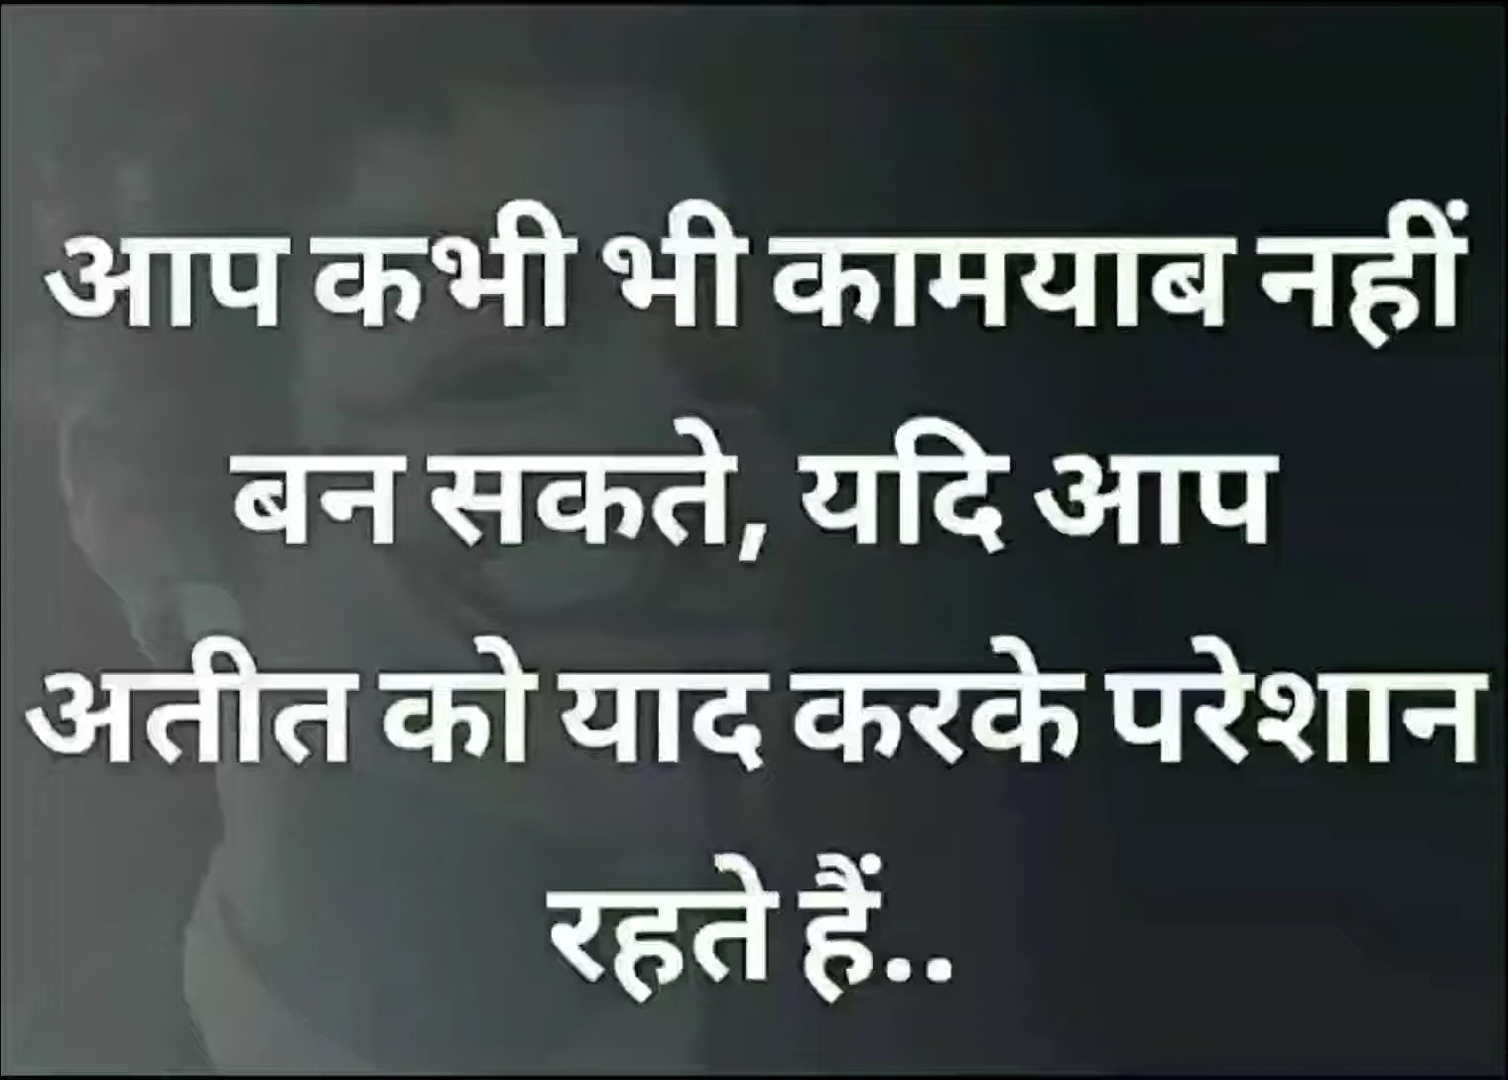 आप कभी भी कामयाब नहीं
बन सकते, यदि आप
अतीत को याद करके परेशान
रहते हैं..